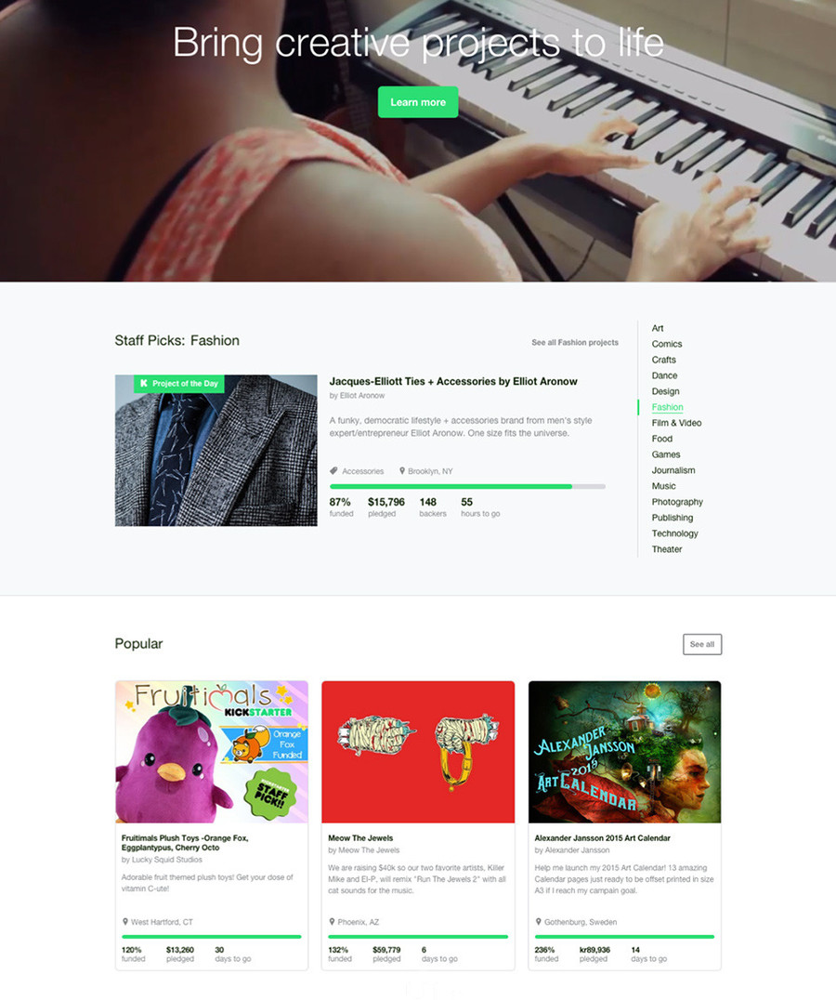 Bring creative projects to life
Learn more
Staff Picks: Fashion
See all Fashion projects
Project of the Day
Jacques-Elliott Ties + Accessories by Elliot Aronow
by Elliot Aronow
A funky, democratic lifestyle + accessories brand from men's style
expert/entrepreneur Elliot Aronow. One size fits the universe.
Accessories
Brooklyn, NY
87%
$15,796
148
55
funded
pledged
backers
hours to go
Art
Comics
Crafts
Dance
Design
Fashion
Film & Video
Food
Games
Journalism
Music
Photography
Publishing
Technology
Theater
Popular
See all
Fruitimals
KICKSTARTER
Orange
Fox
Funded
STAFF
PICK!!
Fruitimals Plush Toys -Orange Fox,
Eggplantypus, Cherry Octo
by Lucky Squid Studios
Adorable fruit themed plush toys! Get your dose of
vitamin C-ute!
West Hartford, CT
120%
$13,260
30
funded
pledged
days to go
Meow The Jewels
by Meow The Jewels
We are raising $40k so our two favorite artists, Killer
Mike and El-P, will remix "Run The Jewels 2" with all
cat sounds for the music.
Phoenix, AZ
132%
$59,779
6
funded
pledged
days to go
ALEXANDER
JANSSON
ART CALENDAR
Alexander Jansson 2015 Art Calendar
by Alexander Jansson
Help me launch my 2015 Art Calendar! 13 amazing
Calendar pages just ready to be offset printed in size
A3 if I reach my campain goal.
Gothenburg, Sweden
236%
kr89,936
14
funded
pledged
days to go